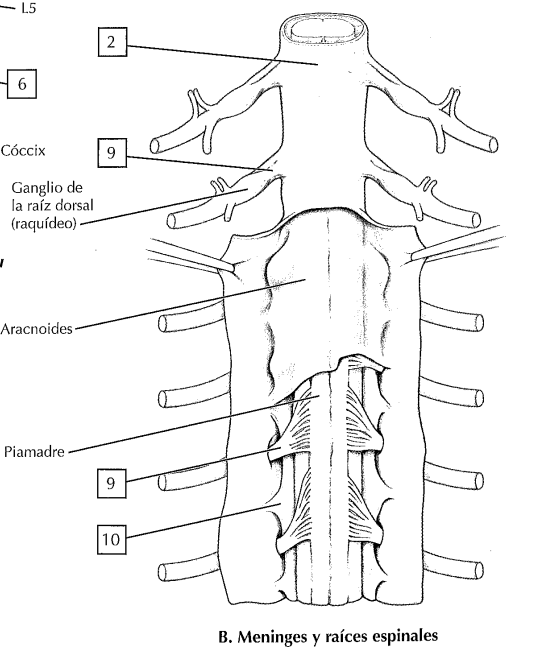 L5
2
6
Cóccix
9
Ganglio de
la raíz dorsal
(raquídeo)
Aracnoides
Piamadre
9
10
B. Meninges y raíces espinales